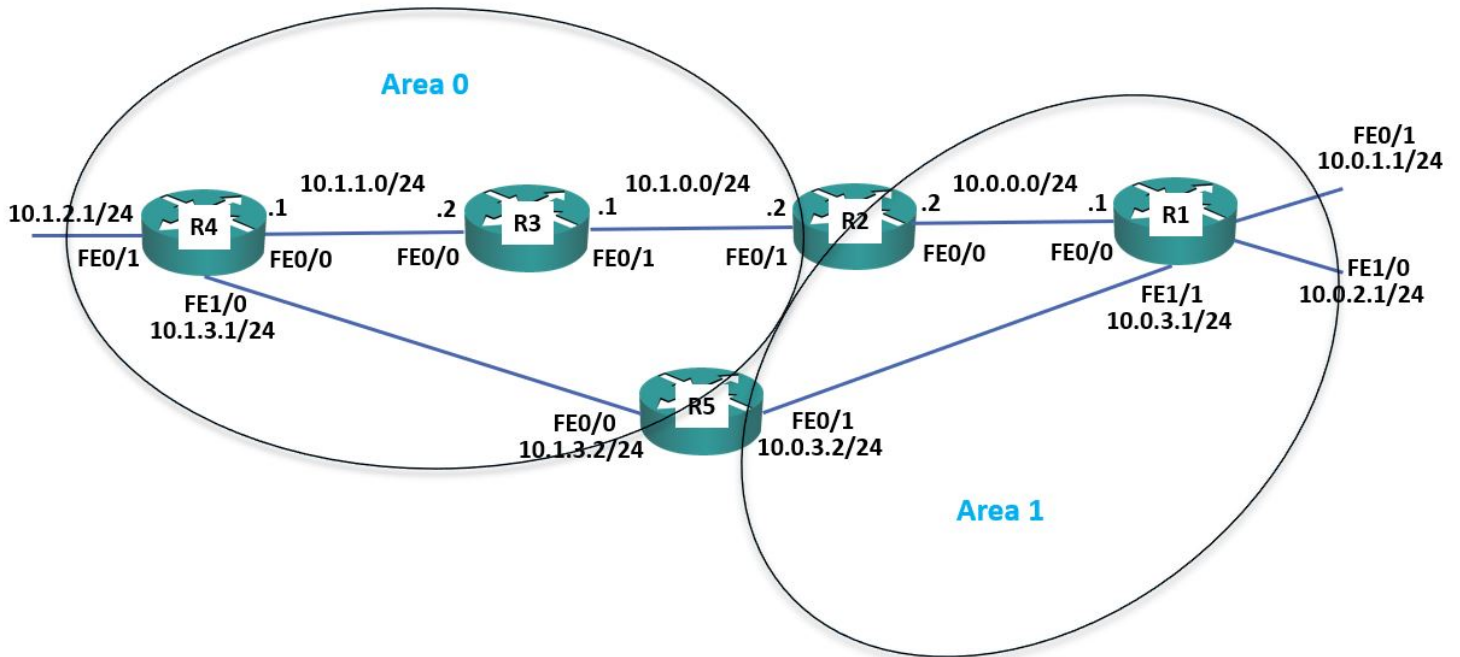 Area 0
FE0/1
10.0.1.1/24
10.1.1.0/24
10.1.0.0/24
10.0.0.0/24
10.1.2.1/24
R4
.1
.2
R3
.1
.2
R2
.2
.1
R1
FE0/1
FE0/0
FE0/0
FE0/1
FE0/1
FE0/0
FE0/0
FE1/0
10.0.2.1/24
FE1/0
10.1.3.1/24
FE1/1
10.0.3.1/24
R5
FE0/0
10.1.3.2/24
FE0/1
10.0.3.2/24
Area 1